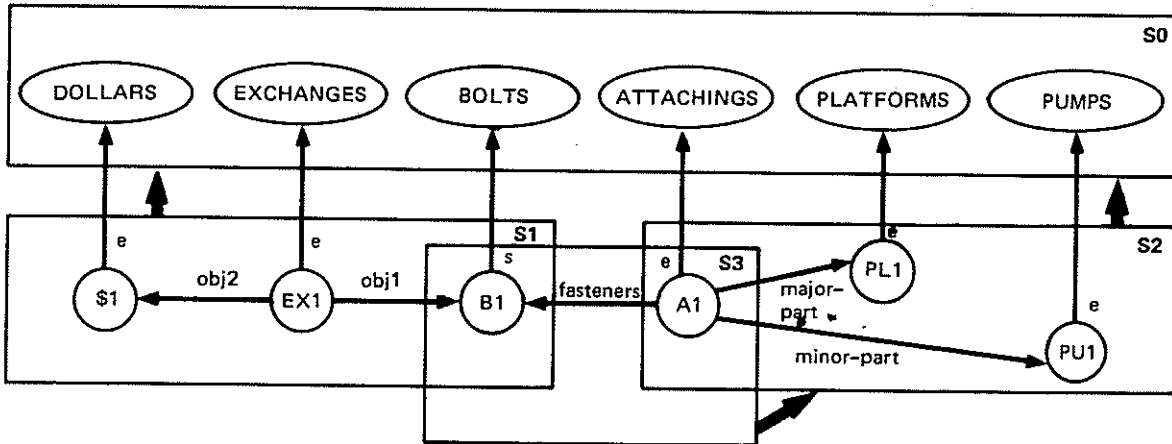 S0
DOLLARS EXCHANGES BOLTS ATTACHINGS PLATFORMS PUMPS
S1 S2
e e s e S3 e e
$1 obj2 EX1 obj1 B1 fasteners A1 major-part PL1
minor-part PU1